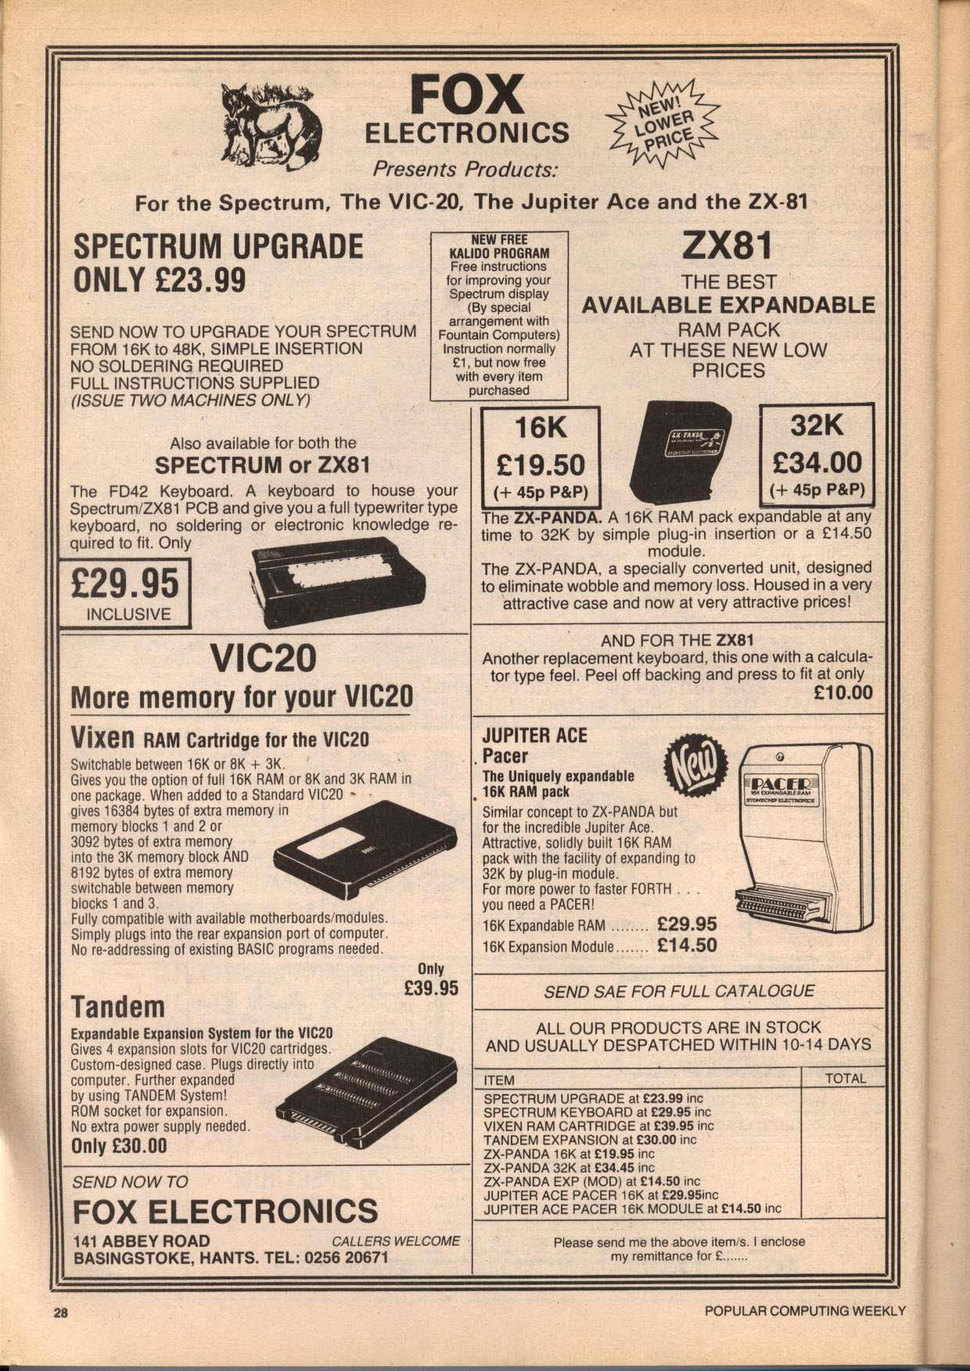 FOX
ELECTRONICS
NEW!
LOWER
PRICE
Presents Products:
For the Spectrum, The VIC-20, The Jupiter Ace and the ZX-81
SPECTRUM UPGRADE
ONLY £23.99
SEND NOW TO UPGRADE YOUR SPECTRUM
FROM 16K to 48K, SIMPLE INSERTION
NO SOLDERING REQUIRED
FULL INSTRUCTIONS SUPPLIED
(ISSUE TWO MACHINES ONLY)
NEW FREE
KALIDO PROGRAM
Free instructions
for improving your
Spectrum display
(By special
arrangement with
Fountain Computers)
Instruction normally
£1, but now free
with every item
purchased
Also available for both the
SPECTRUM or ZX81
The FD42 Keyboard. A keyboard to house your
Spectrum/ZX81 PCB and give you a full typewriter type
keyboard, no soldering or electronic knowledge re-
quired to fit. Only
£29.95
INCLUSIVE
ZX81
THE BEST
AVAILABLE EXPANDABLE
RAM PACK
AT THESE NEW LOW
PRICES
16K
£19.50
(+ 45p P&P)
ZX-PANDA
32K
£34.00
(+ 45p P&P)
The ZX-PANDA. A 16K RAM pack expandable at any
time to 32K by simple plug-in insertion or a £14.50
module.
The ZX-PANDA, a specially converted unit, designed
to eliminate wobble and memory loss. Housed in a very
attractive case and now at very attractive prices!
AND FOR THE ZX81
Another replacement keyboard, this one with a calcula-
tor type feel. Peel off backing and press to fit at only
£10.00
VIC20
More memory for your VIC20
Vixen RAM Cartridge for the VIC20
Switchable between 16K or 8K + 3K.
Gives you the option of full 16K RAM or 8K and 3K RAM in
one package. When added to a Standard VIC20
gives 16384 bytes of extra memory in
memory blocks 1 and 2 or
3092 bytes of extra memory
into the 3K memory block AND
8192 bytes of extra memory
switchable between memory
blocks 1 and 3.
Fully compatible with available motherboards/modules.
Simply plugs into the rear expansion port of computer.
No re-addressing of existing BASIC programs needed.
Only
£39.95
Tandem
Expandable Expansion System for the VIC20
Gives 4 expansion slots for VIC20 cartridges.
Custom-designed case. Plugs directly into
computer. Further expanded
by using TANDEM System!
ROM socket for expansion.
No extra power supply needed.
Only £30.00
JUPITER ACE
Pacer
The Uniquely expandable
16K RAM pack
New
Similar concept to ZX-PANDA but
for the incredible Jupiter Ace.
Attractive, solidly built 16K RAM
pack with the facility of expanding to
32K by plug-in module.
For more power to faster FORTH . . .
you need a PACER!
16K Expandable RAM ........ £29.95
16K Expansion Module....... £14.50
PACER
16K EXPANDABLE RAM
STONECHIP ELECTRONICS
SEND SAE FOR FULL CATALOGUE
ALL OUR PRODUCTS ARE IN STOCK
AND USUALLY DESPATCHED WITHIN 10-14 DAYS
ITEM TOTAL
SPECTRUM UPGRADE at £23.99 inc
SPECTRUM KEYBOARD at £29.95 inc
VIXEN RAM CARTRIDGE at £39.95 inc
TANDEM EXPANSION at £30.00 inc
ZX-PANDA 16K at £19.95 inc
ZX-PANDA 32K at £34.45 inc
ZX-PANDA EXP (MOD) at £14.50 inc
JUPITER ACE PACER 16K at £29.95inc
JUPITER ACE PACER 16K MODULE at £14.50 inc
Please send me the above item/s. I enclose
my remittance for £.......
SEND NOW TO
FOX ELECTRONICS
141 ABBEY ROAD CALLERS WELCOME
BASINGSTOKE, HANTS. TEL: 0256 20671
28
POPULAR COMPUTING WEEKLY